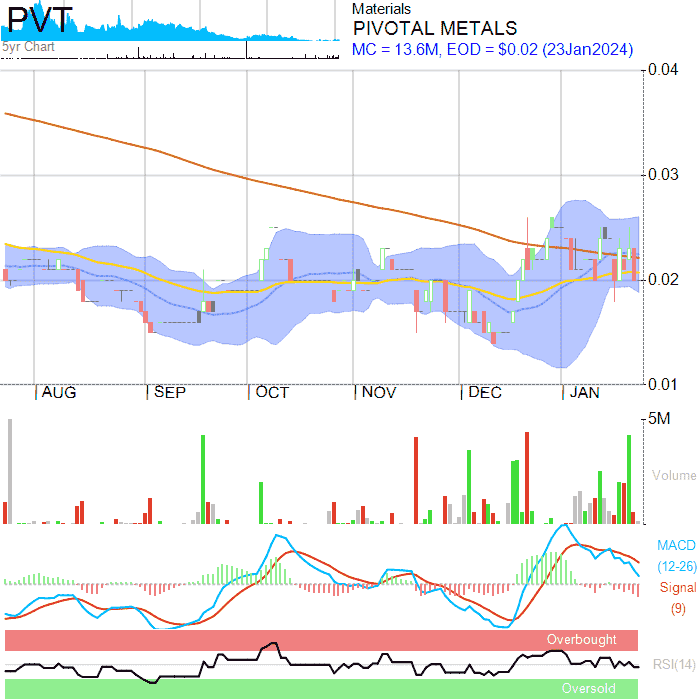 PVT
5yr Chart
Materials
PIVOTAL METALS
MC = 13.6M, EOD = $0.02 (23Jan2024)
0.04
0.03
0.02
0.01
AUG SEP OCT NOV DEC JAN
5M
Volume
MACD
(12-26)
Signal
(9)
Overbought
RSI(14)
Oversold